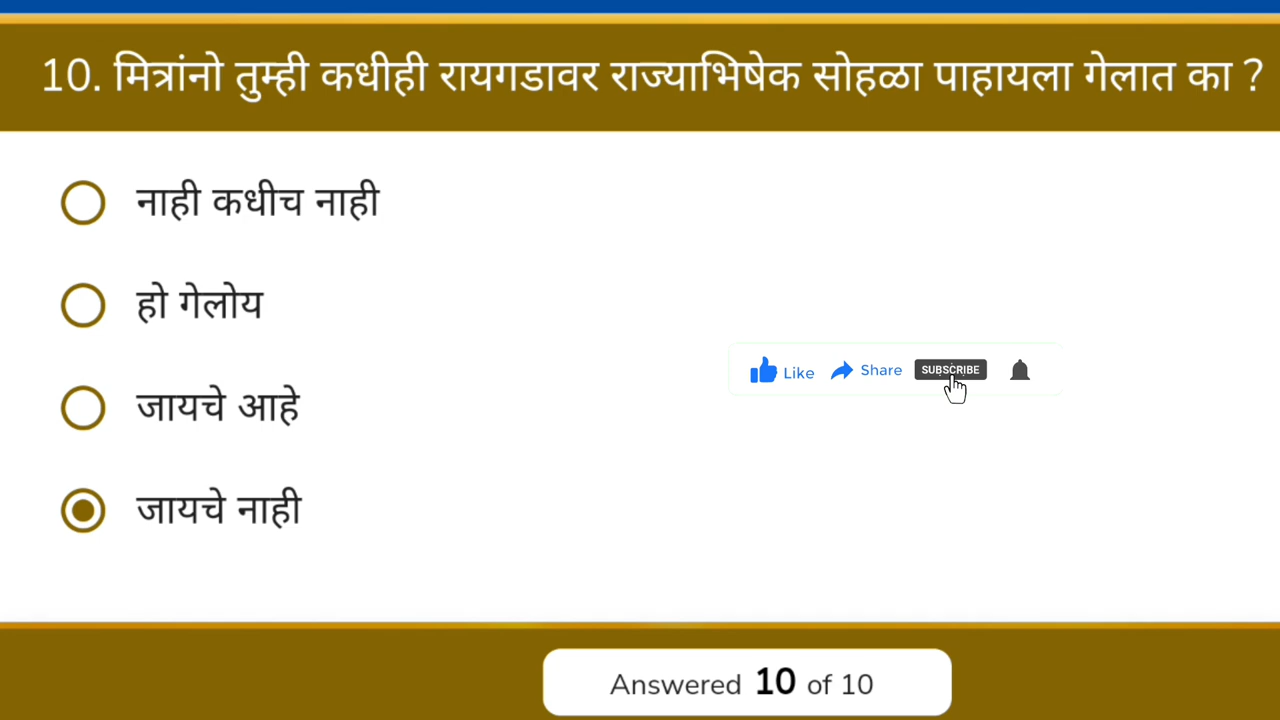 10. मित्रांनो तुम्ही कधीही रायगडावर राज्याभिषेक सोहळा पाहायला गेलात का ?
नाही कधीच नाही
हो गेलोय
जायचे आहे
जायचे नाही
Like Share SUBSCRIBE
Answered 10 of 10